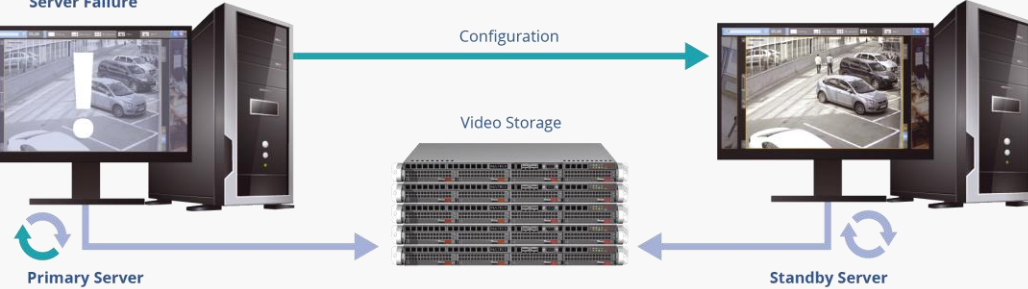 Server Failure
Configuration
Video Storage
Primary Server
Standby Server